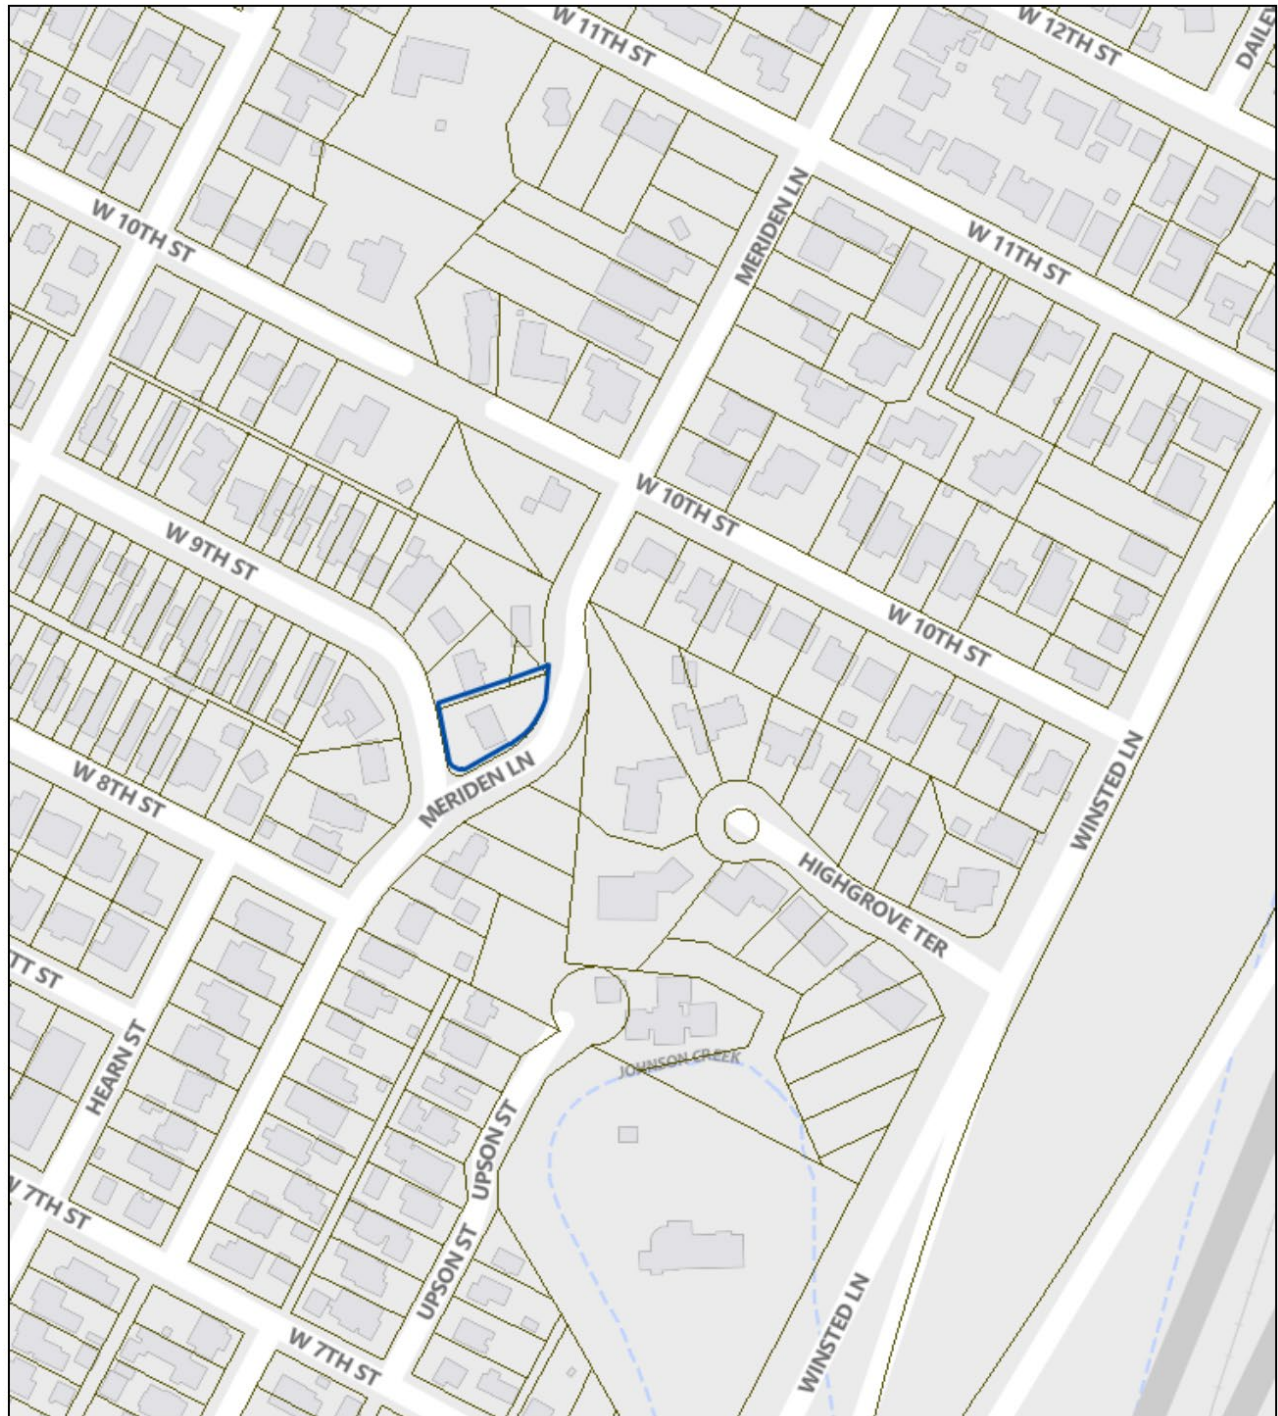 W 11TH ST
W 12TH ST
DAILEY
W 10TH ST
MERIDEN LN
W 11TH ST
W 10TH ST
W 9TH ST
W 10TH ST
W 8TH ST
MERIDEN LN
WINSTED LN
HIGHGROVE TER
TT ST
HEARN ST
JOHNSON CREEK
UPSON ST
W 7TH ST
UPSON ST
WINSTED LN
W 7TH ST